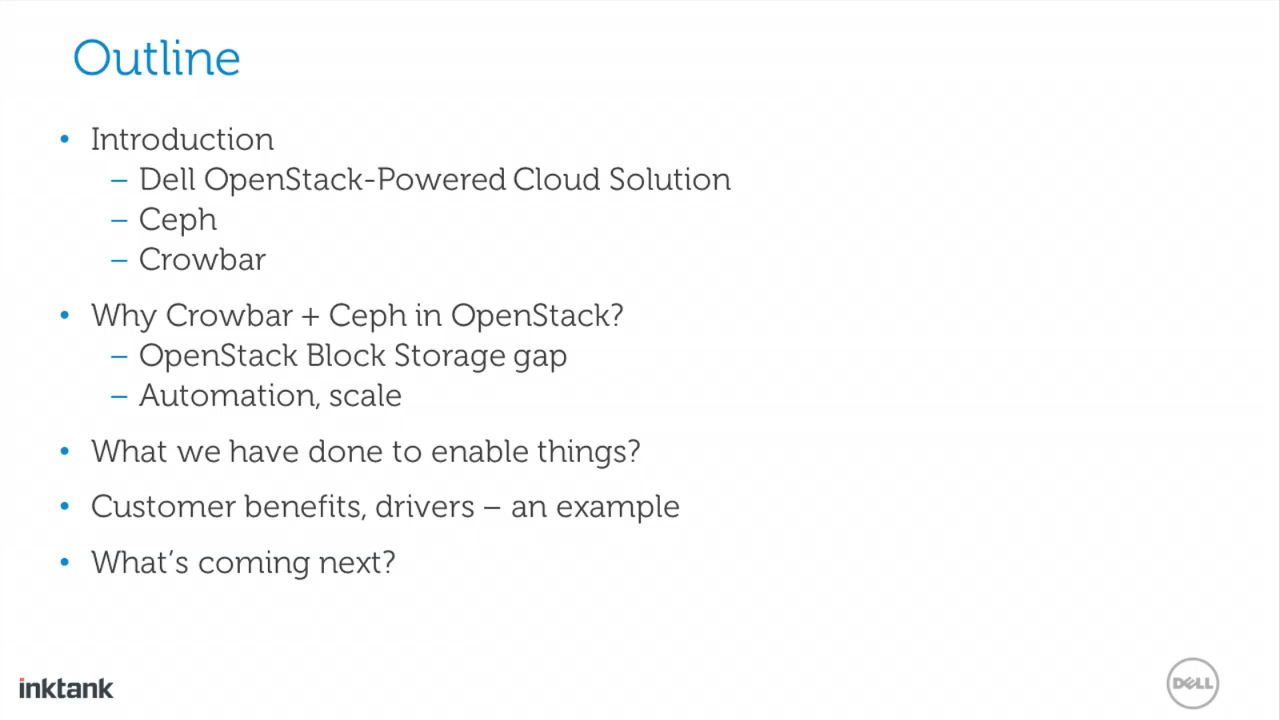 Outline
• Introduction
– Dell OpenStack-Powered Cloud Solution
– Ceph
– Crowbar
• Why Crowbar + Ceph in OpenStack?
– OpenStack Block Storage gap
– Automation, scale
• What we have done to enable things?
• Customer benefits, drivers – an example
• What’s coming next?
inktank
DELL